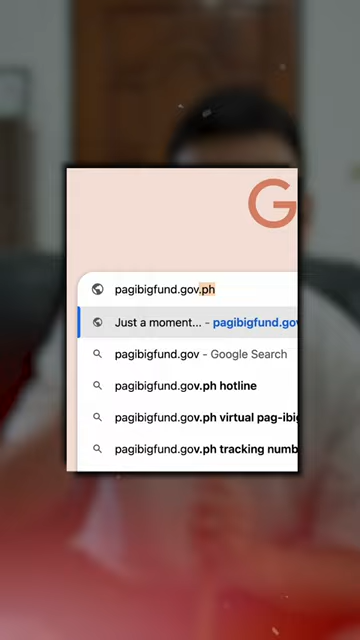 G
pagibigfund.gov.ph
Just a moment... - pagibigfund.gov
pagibigfund.gov - Google Search
pagibigfund.gov.ph hotline
pagibigfund.gov.ph virtual pag-ibig
pagibigfund.gov.ph tracking numb